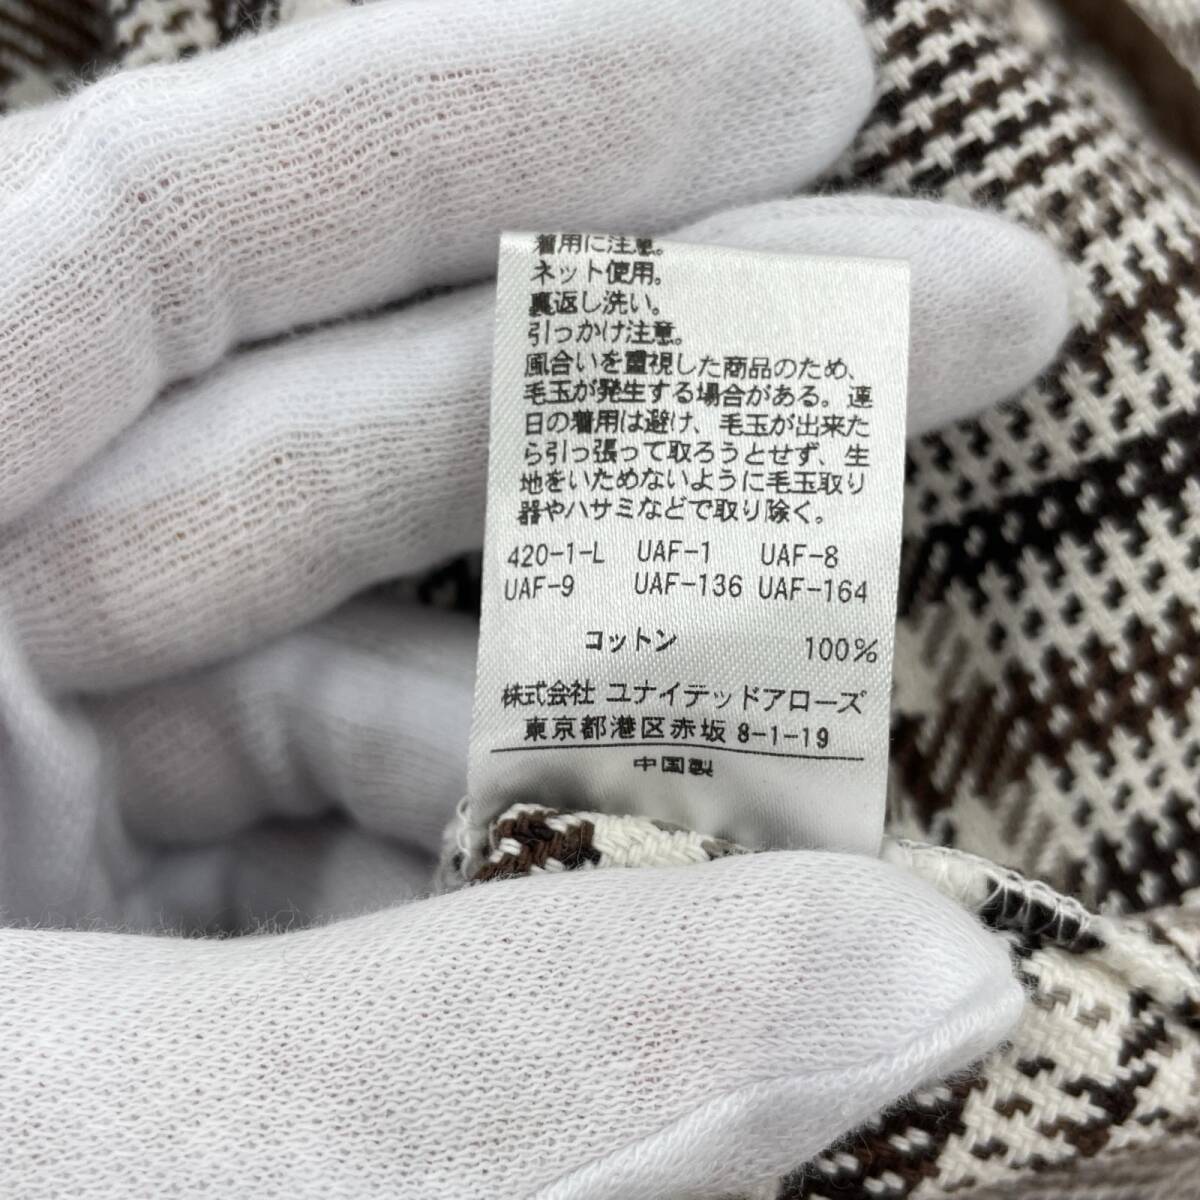 着用に注意。
ネット使用。
裏返し洗い。
引っかけ注意。
風合いを重視した商品のため、
毛玉が発生する場合がある。連
日の着用は避け、毛玉が出来た
ら引っ張って取ろうとせず、生
地をいためないように毛玉取り
器やハサミなどで取り除く。
420-1-L UAF-1 UAF-8
UAF-9 UAF-136 UAF-164
コットン 100%
株式会社 ユナイテッドアローズ
東京都港区赤坂 8-1-19
中国製